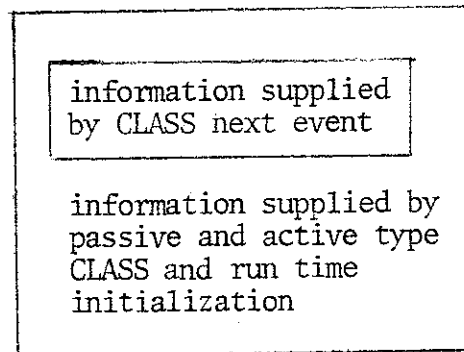 information supplied
by CLASS next event
information supplied by
passive and active type
CLASS and run time
initialization